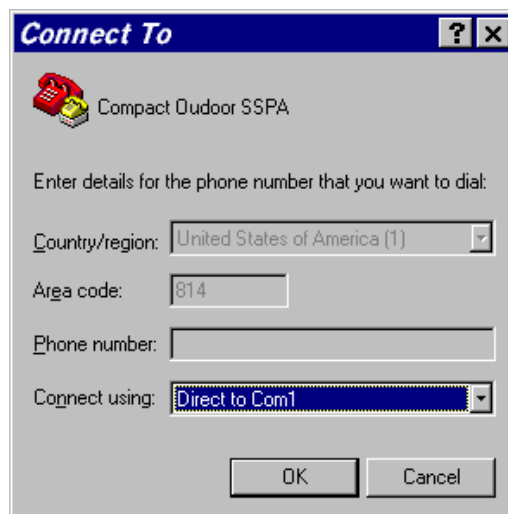 Connect To
Compact Oudoor SSPA
Enter details for the phone number that you want to dial:
Country/region: United States of America (1)
Area code: 814
Phone number:
Connect using: Direct to Com1
OK Cancel